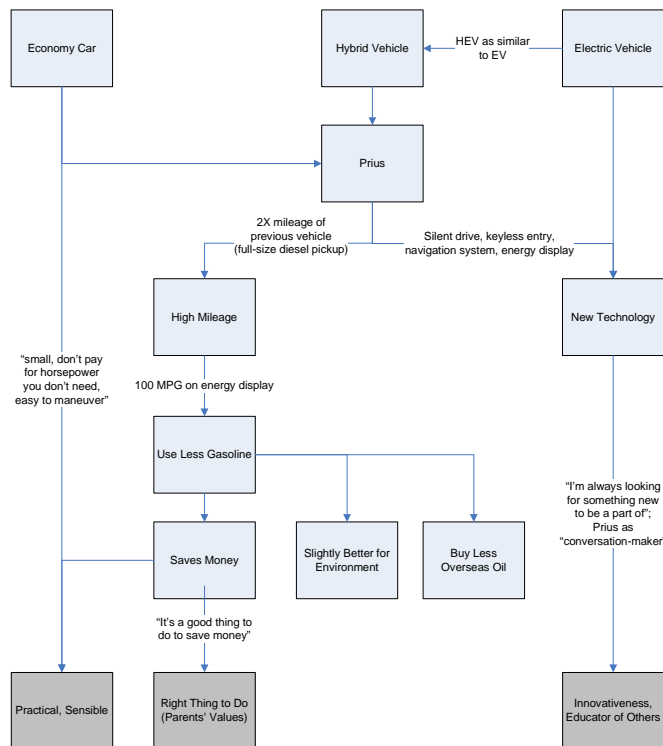 Economy Car
Hybrid Vehicle
HEV as similar
to EV
Electric Vehicle
Prius
2X mileage of
previous vehicle
(full-size diesel pickup)
Silent drive, keyless entry,
navigation system, energy display
High Mileage
New Technology
“small, don’t pay
for horsepower
you don’t need,
easy to maneuver”
100 MPG on energy display
Use Less Gasoline
“I’m always looking
for something new
to be a part of”;
Prius as
“conversation-maker”
Saves Money
Slightly Better for
Environment
Buy Less
Overseas Oil
“It’s a good thing to
do to save money”
Practical, Sensible
Right Thing to Do
(Parents’ Values)
Innovativeness,
Educator of Others